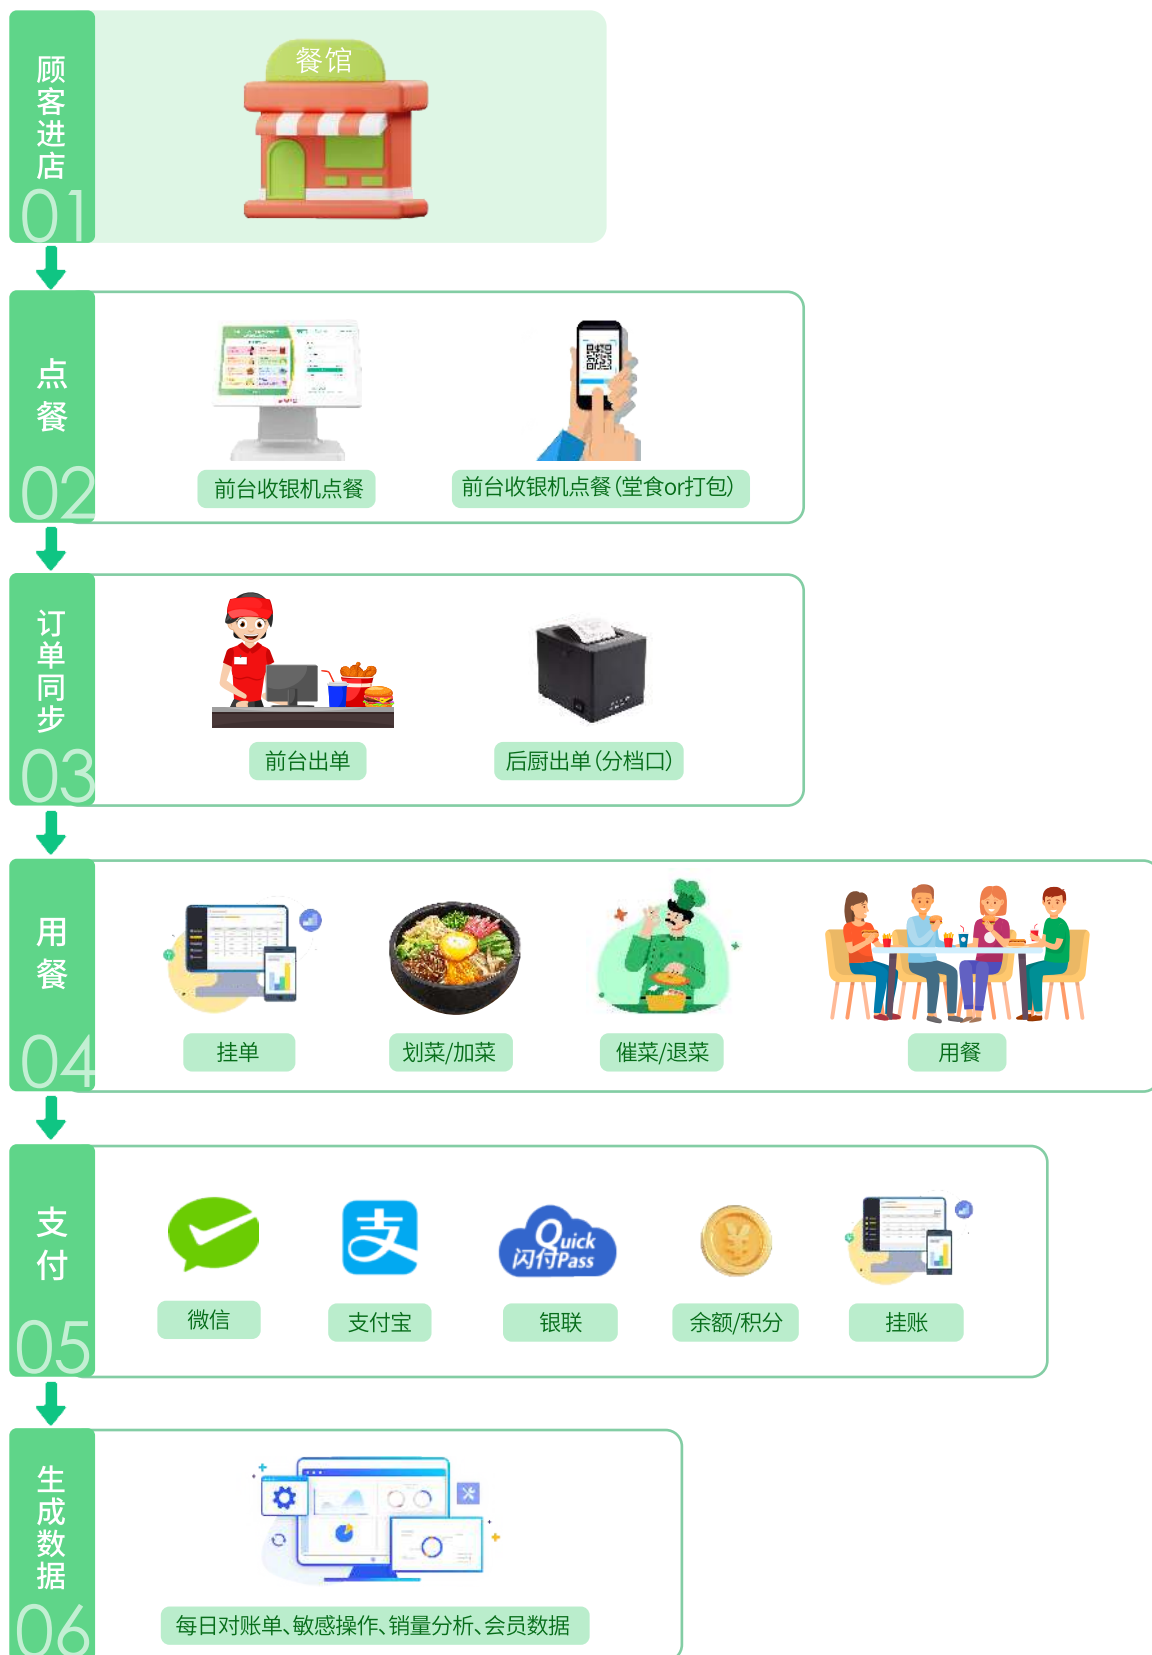 顾客进店
01
餐馆
点餐
02
前台收银机点餐
前台收银机点餐（堂食or打包）
订单同步
03
前台出单
后厨出单（分档口）
用餐
04
挂单
划菜/加菜
催菜/退菜
用餐
支付
05
支
Quick
闪付Pass
微信
支付宝
银联
余额/积分
挂账
生成数据
06
每日对账单、敏感操作、销量分析、会员数据